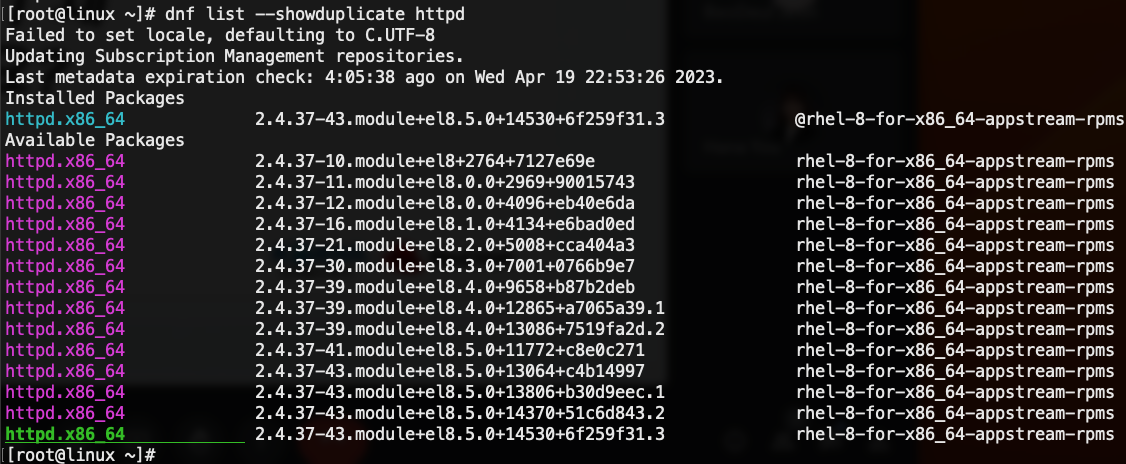 [root@linux ~]# dnf list --showduplicate httpd
Failed to set locale, defaulting to C.UTF-8
Updating Subscription Management repositories.
Last metadata expiration check: 4:05:38 ago on Wed Apr 19 22:53:26 2023.
Installed Packages
httpd.x86_64 2.4.37-43.module+el8.5.0+14530+6f259f31.3 @rhel-8-for-x86_64-appstream-rpms
Available Packages
httpd.x86_64 2.4.37-10.module+el8+2764+7127e69e rhel-8-for-x86_64-appstream-rpms
httpd.x86_64 2.4.37-11.module+el8.0.0+2969+90015743 rhel-8-for-x86_64-appstream-rpms
httpd.x86_64 2.4.37-12.module+el8.0.0+4096+eb40e6da rhel-8-for-x86_64-appstream-rpms
httpd.x86_64 2.4.37-16.module+el8.1.0+4134+e6bad0ed rhel-8-for-x86_64-appstream-rpms
httpd.x86_64 2.4.37-21.module+el8.2.0+5008+cca404a3 rhel-8-for-x86_64-appstream-rpms
httpd.x86_64 2.4.37-30.module+el8.3.0+7001+0766b9e7 rhel-8-for-x86_64-appstream-rpms
httpd.x86_64 2.4.37-39.module+el8.4.0+9658+b87b2deb rhel-8-for-x86_64-appstream-rpms
httpd.x86_64 2.4.37-39.module+el8.4.0+12865+a7065a39.1 rhel-8-for-x86_64-appstream-rpms
httpd.x86_64 2.4.37-39.module+el8.4.0+13086+7519fa2d.2 rhel-8-for-x86_64-appstream-rpms
httpd.x86_64 2.4.37-41.module+el8.5.0+11772+c8e0c271 rhel-8-for-x86_64-appstream-rpms
httpd.x86_64 2.4.37-43.module+el8.5.0+13064+c4b14997 rhel-8-for-x86_64-appstream-rpms
httpd.x86_64 2.4.37-43.module+el8.5.0+13806+b30d9eec.1 rhel-8-for-x86_64-appstream-rpms
httpd.x86_64 2.4.37-43.module+el8.5.0+14370+51c6d843.2 rhel-8-for-x86_64-appstream-rpms
httpd.x86_64 2.4.37-43.module+el8.5.0+14530+6f259f31.3 rhel-8-for-x86_64-appstream-rpms
[root@linux ~]#